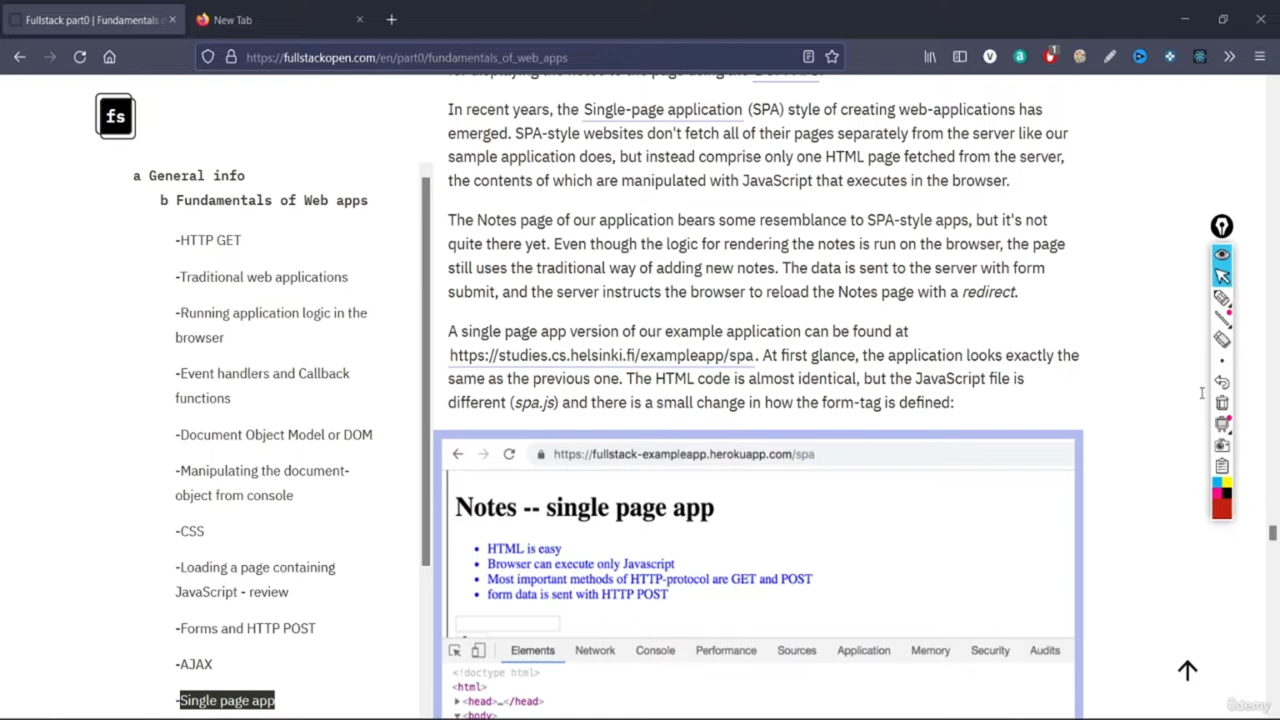 Fullstack part0 | Fundamentals
New Tab
https://fullstackopen.com/en/part0/fundamentals_of_web_apps
1
fs
a General info
b Fundamentals of Web apps
-HTTP GET
-Traditional web applications
-Running application logic in the
browser
-Event handlers and Callback
functions
-Document Object Model or DOM
-Manipulating the document-
object from console
-CSS
-Loading a page containing
JavaScript - review
-Forms and HTTP POST
-AJAX
-Single page app
for displaying the notes to the page using the DOM-API.
In recent years, the Single-page application (SPA) style of creating web-applications has
emerged. SPA-style websites don't fetch all of their pages separately from the server like our
sample application does, but instead comprise only one HTML page fetched from the server,
the contents of which are manipulated with JavaScript that executes in the browser.
The Notes page of our application bears some resemblance to SPA-style apps, but it's not
quite there yet. Even though the logic for rendering the notes is run on the browser, the page
still uses the traditional way of adding new notes. The data is sent to the server with form
submit, and the server instructs the browser to reload the Notes page with a redirect.
A single page app version of our example application can be found at
https://studies.cs.helsinki.fi/exampleapp/spa. At first glance, the application looks exactly the
same as the previous one. The HTML code is almost identical, but the JavaScript file is
different (spa.js) and there is a small change in how the form-tag is defined:
https://fullstack-exampleapp.herokuapp.com/spa
Notes -- single page app
• HTML is easy
• Browser can execute only Javascript
• Most important methods of HTTP-protocol are GET and POST
• form data is sent with HTTP POST
Elements Network Console Performance Sources Application Memory Security Audits
<!doctype html>
<html>
<head>…</head>
<body>
Udemy